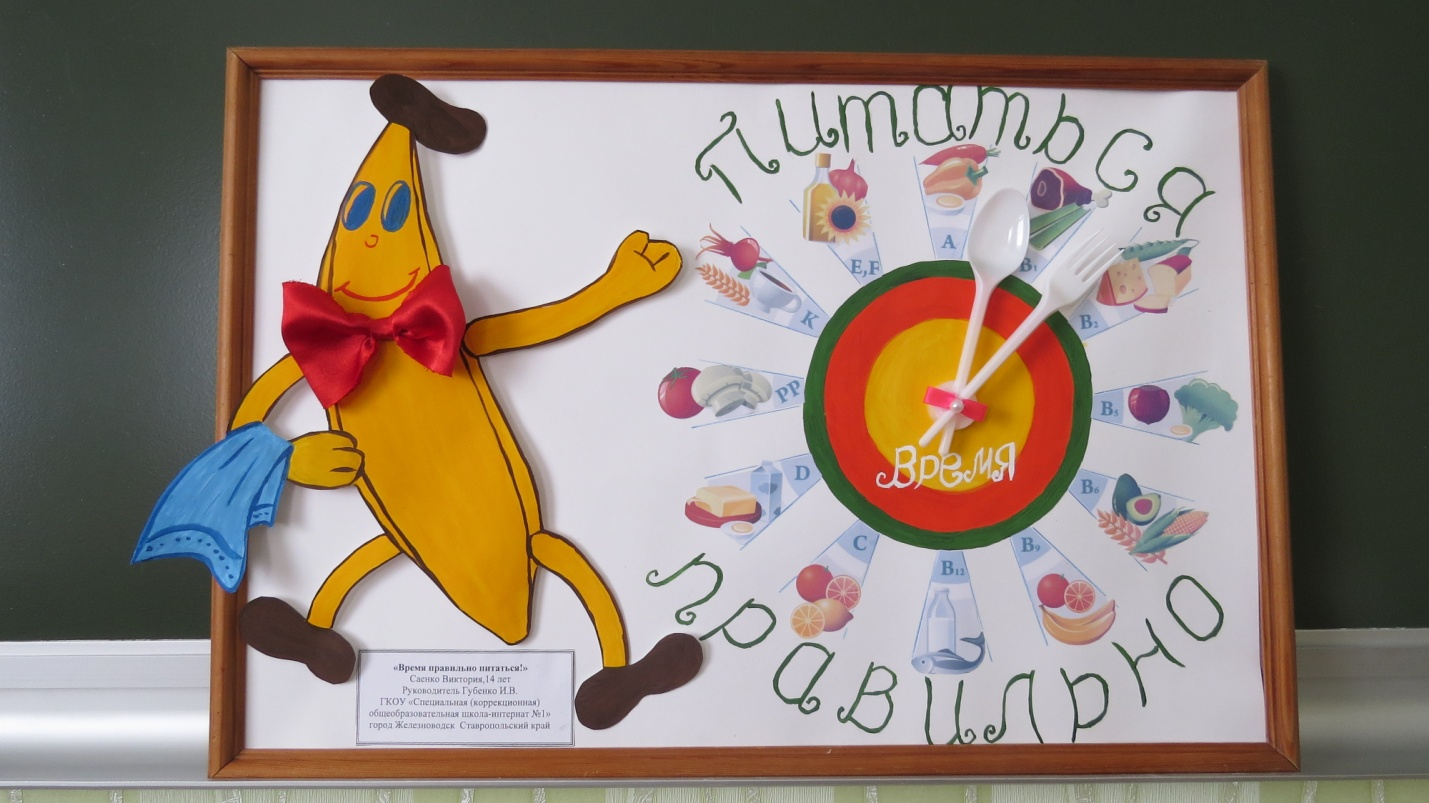 Питаться
E,F
A
B₁
K
B₂
PP
B₅
Время
D
B₆
C
B₁₂
B₉
правильно
«Время правильно питаться!»
Саенко Виктория,14 лет
Руководитель Губенко И.В.
ГКОУ «Специальная (коррекционная)
общеобразовательная школа-интернат №1»
город Железноводск Ставропольский край